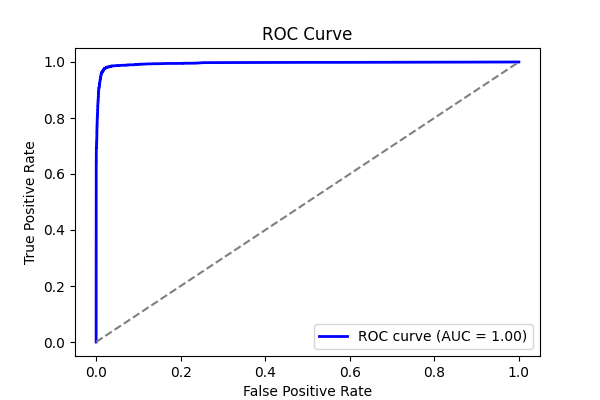 ROC Curve
True Positive Rate
1.0
0.8
0.6
0.4
0.2
0.0
ROC curve (AUC = 1.00)
0.0 0.2 0.4 0.6 0.8 1.0
False Positive Rate